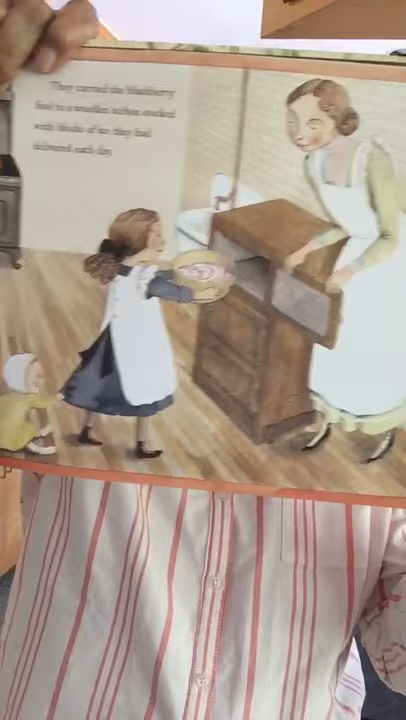 They carried the blackberry
fool to a wooden icebox cooled
with blocks of ice they had
delivered each day.